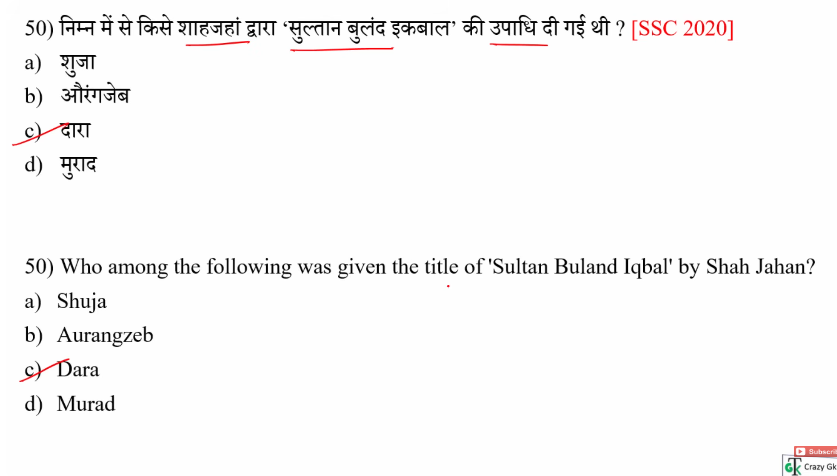 50) निम्न में से किसे शाहजहां द्वारा ‘सुल्तान बुलंद इकबाल’ की उपाधि दी गई थी ? [SSC 2020]
a) शुजा
b) औरंगजेब
c) दारा
d) मुराद
50) Who among the following was given the title of 'Sultan Buland Iqbal' by Shah Jahan?
a) Shuja
b) Aurangzeb
c) Dara
d) Murad
Subscri
GTK Crazy Gk